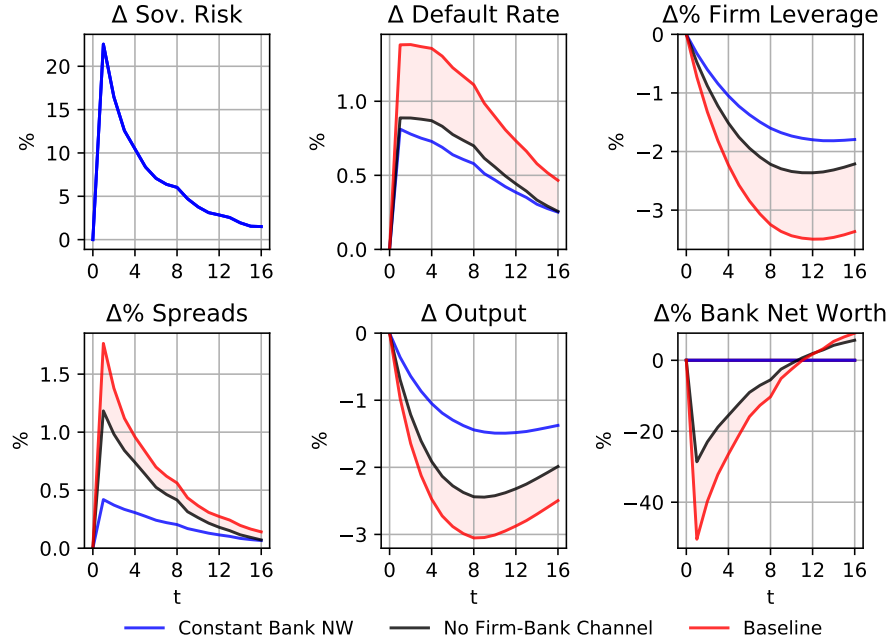 Δ Sov. Risk
Δ Default Rate
Δ% Firm Leverage
%
20
15
10
5
0
0 4 8 12 16
%
1.0
0.5
0.0
0 4 8 12 16
%
0
−1
−2
−3
0 4 8 12 16
Δ% Spreads
Δ Output
Δ% Bank Net Worth
%
1.5
1.0
0.5
0.0
0 4 8 12 16
t
%
0
−1
−2
−3
0 4 8 12 16
t
%
0
−20
−40
0 4 8 12 16
t
Constant Bank NW
No Firm-Bank Channel
Baseline